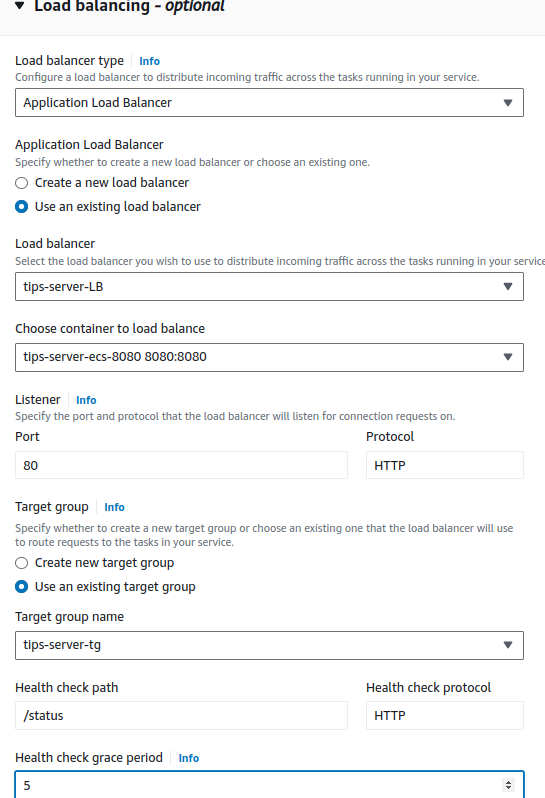 Load balancing - optional
Load balancer type Info
Configure a load balancer to distribute incoming traffic across the tasks running in your service.
Application Load Balancer
Application Load Balancer
Specify whether to create a new load balancer or choose an existing one.
Create a new load balancer
Use an existing load balancer
Load balancer
Select the load balancer you wish to use to distribute incoming traffic across the tasks running in your service
tips-server-LB
Choose container to load balance
tips-server-ecs-8080 8080:8080
Listener Info
Specify the port and protocol that the load balancer will listen for connection requests on.
Port Protocol
80 HTTP
Target group Info
Specify whether to create a new target group or choose an existing one that the load balancer will use
to route requests to the tasks in your service.
Create new target group
Use an existing target group
Target group name
tips-server-tg
Health check path Health check protocol
/status HTTP
Health check grace period Info
5